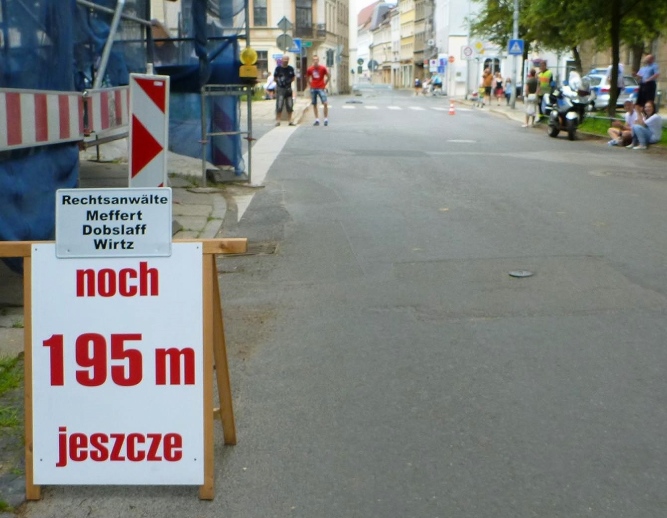 Rechtsanwälte
Meffert
Dobslaff
Wirtz
noch
195 m
jeszcze